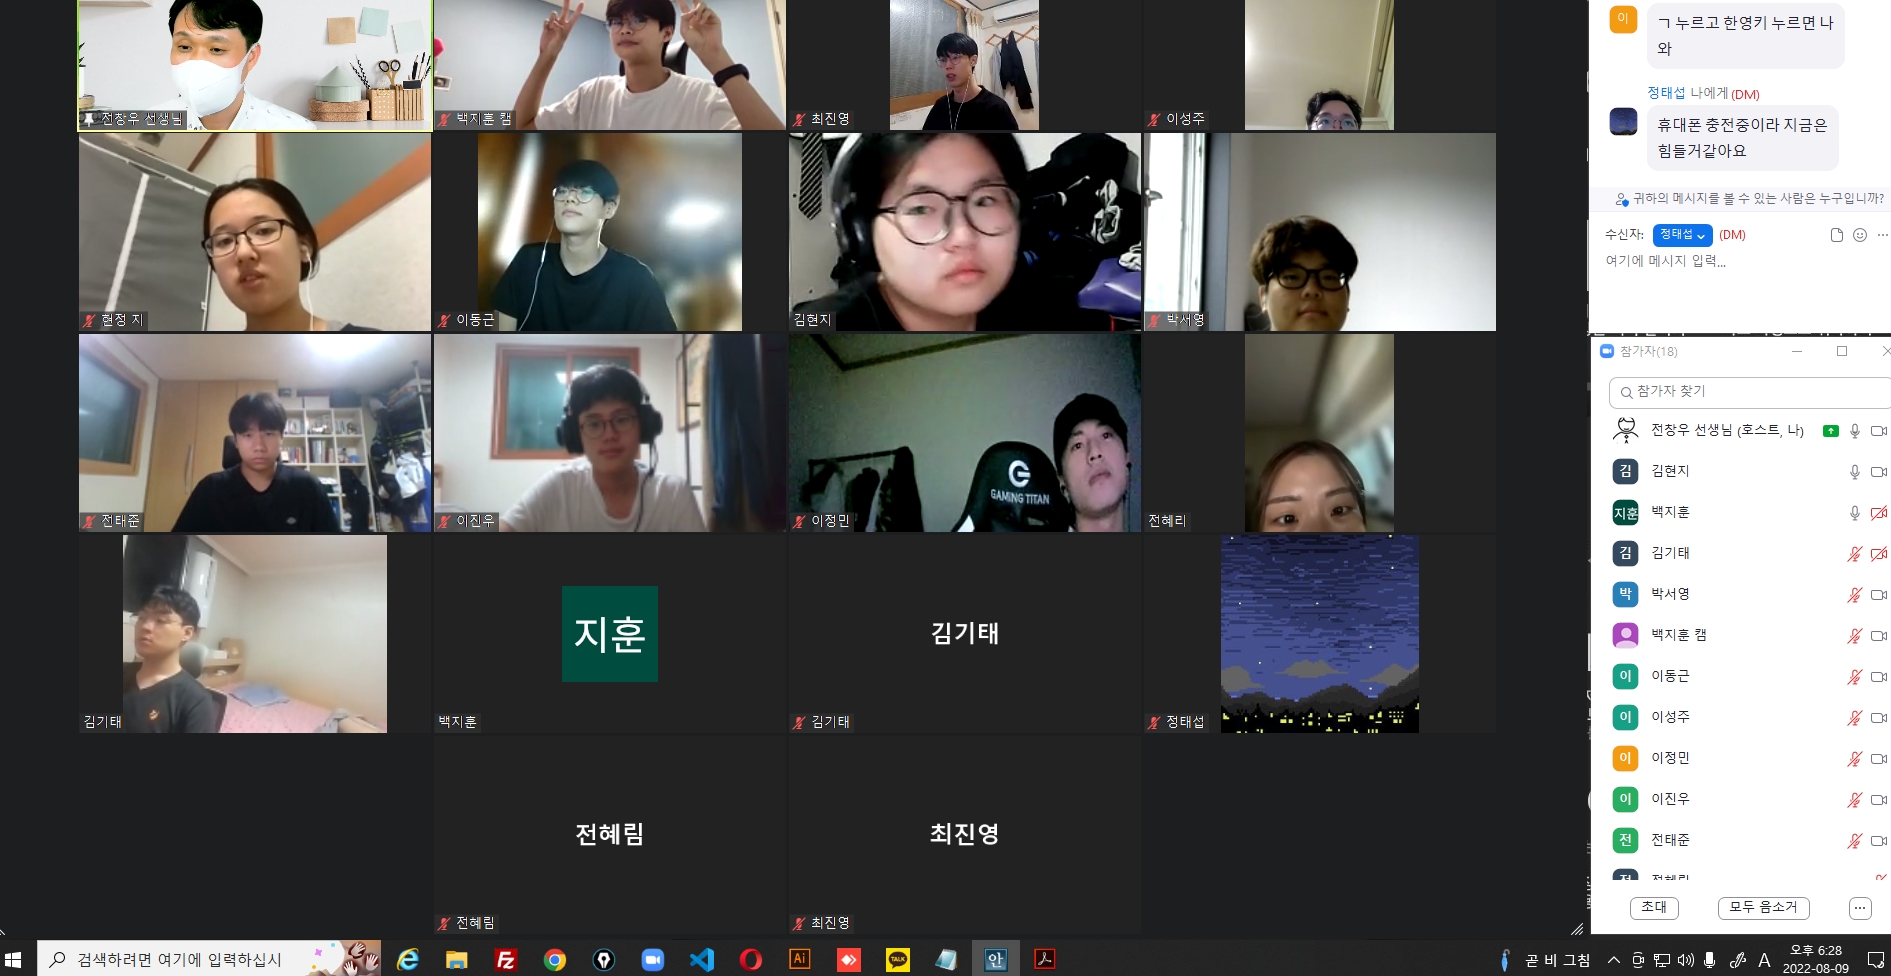 전창우 선생님
백지훈 캠
최진영
이성주
현정 지
이동근
김현지
박서영
전태준
이진우
GAMING TITAN
이정민
전혜리
김기태
지훈
백지훈
김기태
김기태
정태섭
전혜림
전혜림
최진영
최진영
이
ㄱ 누르고 한영키 누르면 나
와
정태섭 나에게 (DM)
휴대폰 충전중이라 지금은
힘들거같아요
귀하의 메시지를 볼 수 있는 사람은 누구입니까?
수신자: 정태섭 (DM)
여기에 메시지 입력...
참가자(18)
참가자 찾기
전창우 선생님 (호스트, 나)
김 김현지
지훈 백지훈
김 김기태
박 박서영
백지훈 캠
이 이동근
이 이성주
이 이정민
이 이진우
전 전태준
초대
모두 음소거
...
검색하려면 여기에 입력하십시
Fz
Ai
TALK
안
곧 비 그침
A
오후 6:28
2022-08-09